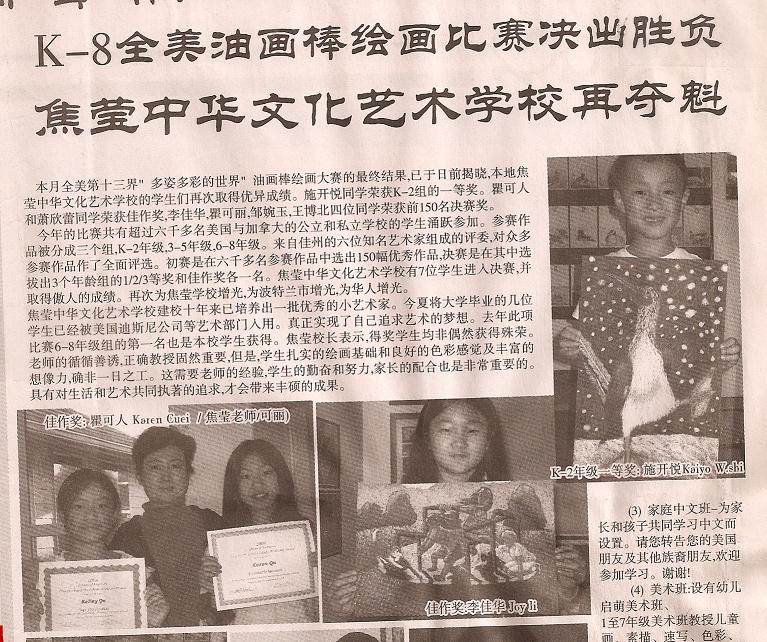 K-8全美油画棒绘画比赛决出胜负
焦莹中华文化艺术学校再夺魁
本月全美第十三界"多姿多彩的世界"油画棒绘画大赛的最终结果,已于日前揭晓,本地焦
莹中华文化艺术学校的学生们再次取得优异成绩。施开悦同学荣获K-2组的一等奖。瞿可人
和萧欣蕾同学荣获佳作奖,李佳华,瞿可丽,邹婉玉,王博北四位同学荣获前150名决赛奖。
今年的比赛共有超过六千多名美国与加拿大的公立和私立学校的学生涌跃参加。参赛作
品被分成三个组,K-2年级,3-5年级,6-8年级。来自佳州的六位知名艺术家组成的评委,对众多
参赛作品作了全面评选。初赛是在六千多名参赛作品中选出150幅优秀作品,决赛是在其中选
拔出3个年龄组的1/2/3等奖和佳作奖各一名。焦莹中华文化艺术学校有7位学生进入决赛,并
取得傲人的成绩。再次为焦莹学校增光,为波特兰市增光,为华人增光。
焦莹中华文化艺术学校建校十年来已培养出一批优秀的小艺术家。今夏将大学毕业的几位
学生已经被美国迪斯尼公司等艺术部门人用。真正实现了自己追求艺术的梦想。去年此项
比赛6-8年级组的第一名也是本校学生获得。焦莹校长表示,得奖学生均非偶然获得殊荣。
老师的循循善诱,正确教授固然重要,但是,学生扎实的绘画基础和良好的色彩感觉及丰富的
想像力,确非一日之工。这需要老师的经验,学生的勤奋和努力,家长的配合也是非常重要的。
具有对生活和艺术共同执著的追求,才会带来丰硕的成果。
佳作奖:瞿可人 Karen Cuei /焦莹老师/可丽)
K-2年级一等奖:施开悦Kaiyo W.shi
佳作奖李佳华 Joy li
(3) 家庭中文班-为家
长和孩子共同学习中文而
设置。请您转告您的美国
朋友及其他族裔朋友,欢迎
参加学习。谢谢!
(4) 美术班:设有幼儿
启萌美术班、
1至7年级美术班教授儿童
画、素描、速写、色彩、